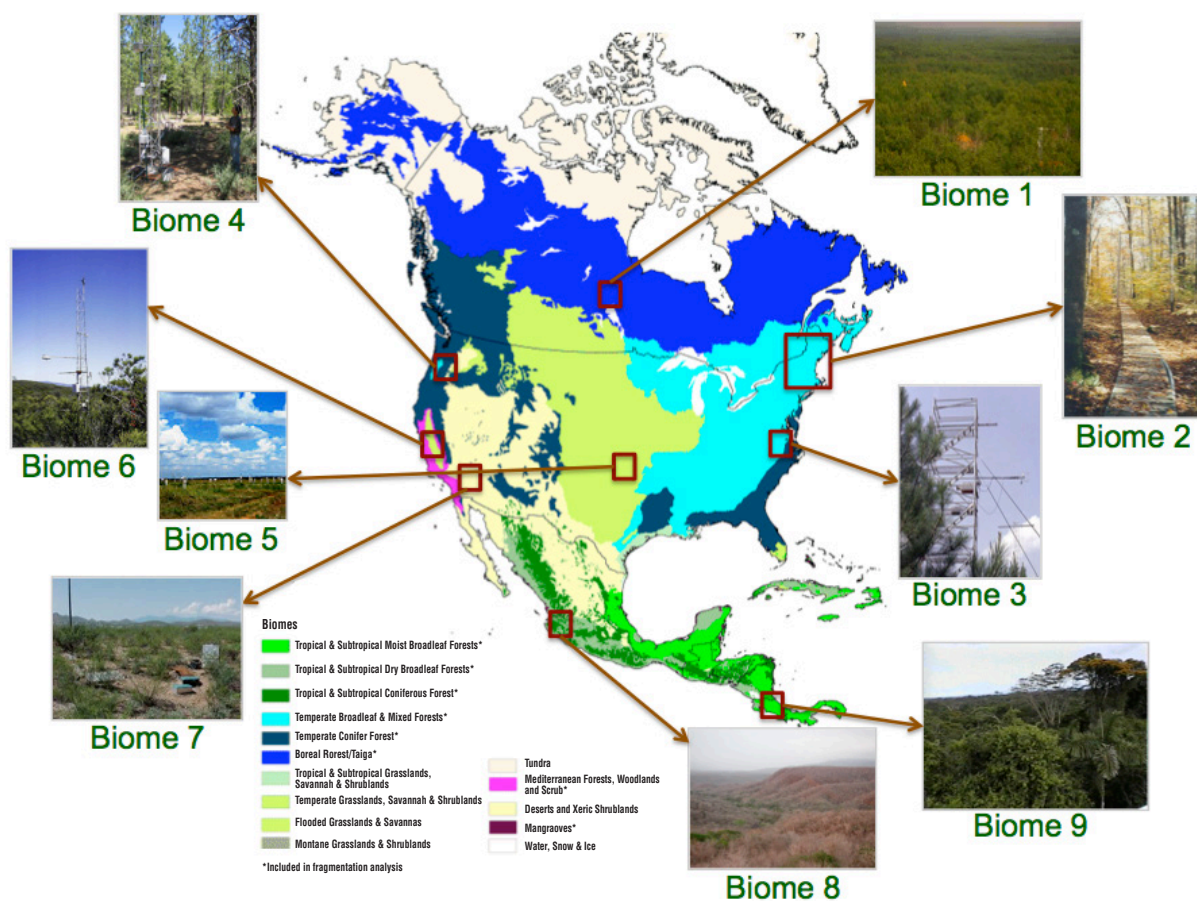 Biome 4
Biome 1
Biome 6
Biome 2
Biome 5
Biome 3
Biome 7
Biomes
Tropical & Subtropical Moist Broadleaf Forests*
Tropical & Subtropical Dry Broadleaf Forests*
Tropical & Subtropical Coniferous Forest*
Temperate Broadleaf & Mixed Forests*
Temperate Conifer Forest*
Boreal Rorest/Taiga*
Tropical & Subtropical Grasslands,
Savannah & Shrublands
Temperate Grasslands, Savannah & Shrublands
Flooded Grasslands & Savannas
Montane Grasslands & Shrublands
*Included in fragmentation analysis
Tundra
Mediterranean Forests, Woodlands
and Scrub*
Deserts and Xeric Shrublands
Mangraoves*
Water, Snow & Ice
Biome 9
Biome 8